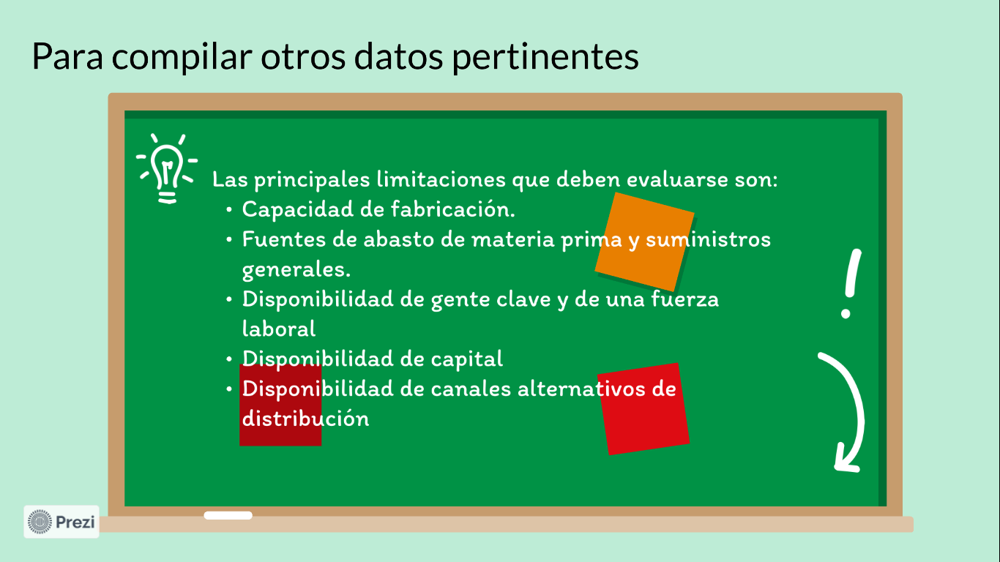 Para compilar otros datos pertinentes
Las principales limitaciones que deben evaluarse son:
• Capacidad de fabricación.
• Fuentes de abasto de materia prima y suministros
generales.
• Disponibilidad de gente clave y de una fuerza
laboral
• Disponibilidad de capital
• Disponibilidad de canales alternativos de
distribución
Prezi